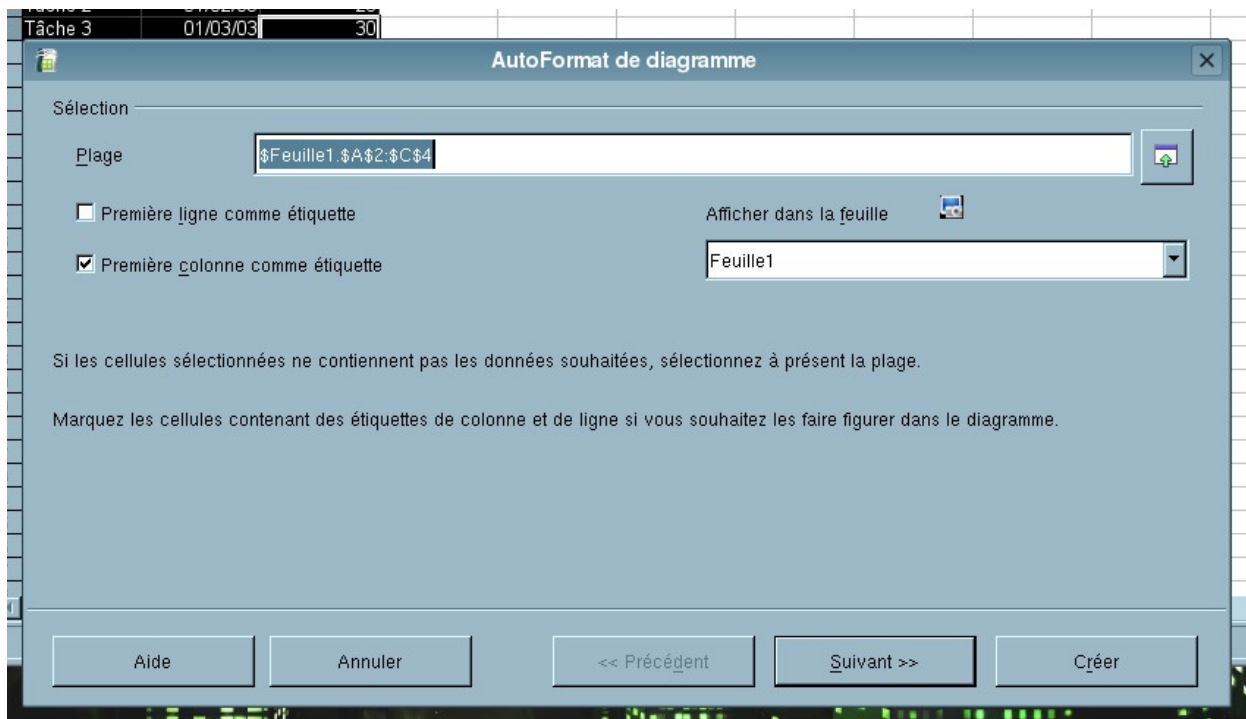 Tâche 3 01/03/03 30
AutoFormat de diagramme
Sélection
Plage $Feuille1.$A$2:$C$4
Première ligne comme étiquette Afficher dans la feuille
Première colonne comme étiquette Feuille1
Si les cellules sélectionnées ne contiennent pas les données souhaitées, sélectionnez à présent la plage.
Marquez les cellules contenant des étiquettes de colonne et de ligne si vous souhaitez les faire figurer dans le diagramme.
Aide Annuler << Précédent Suivant >> Créer